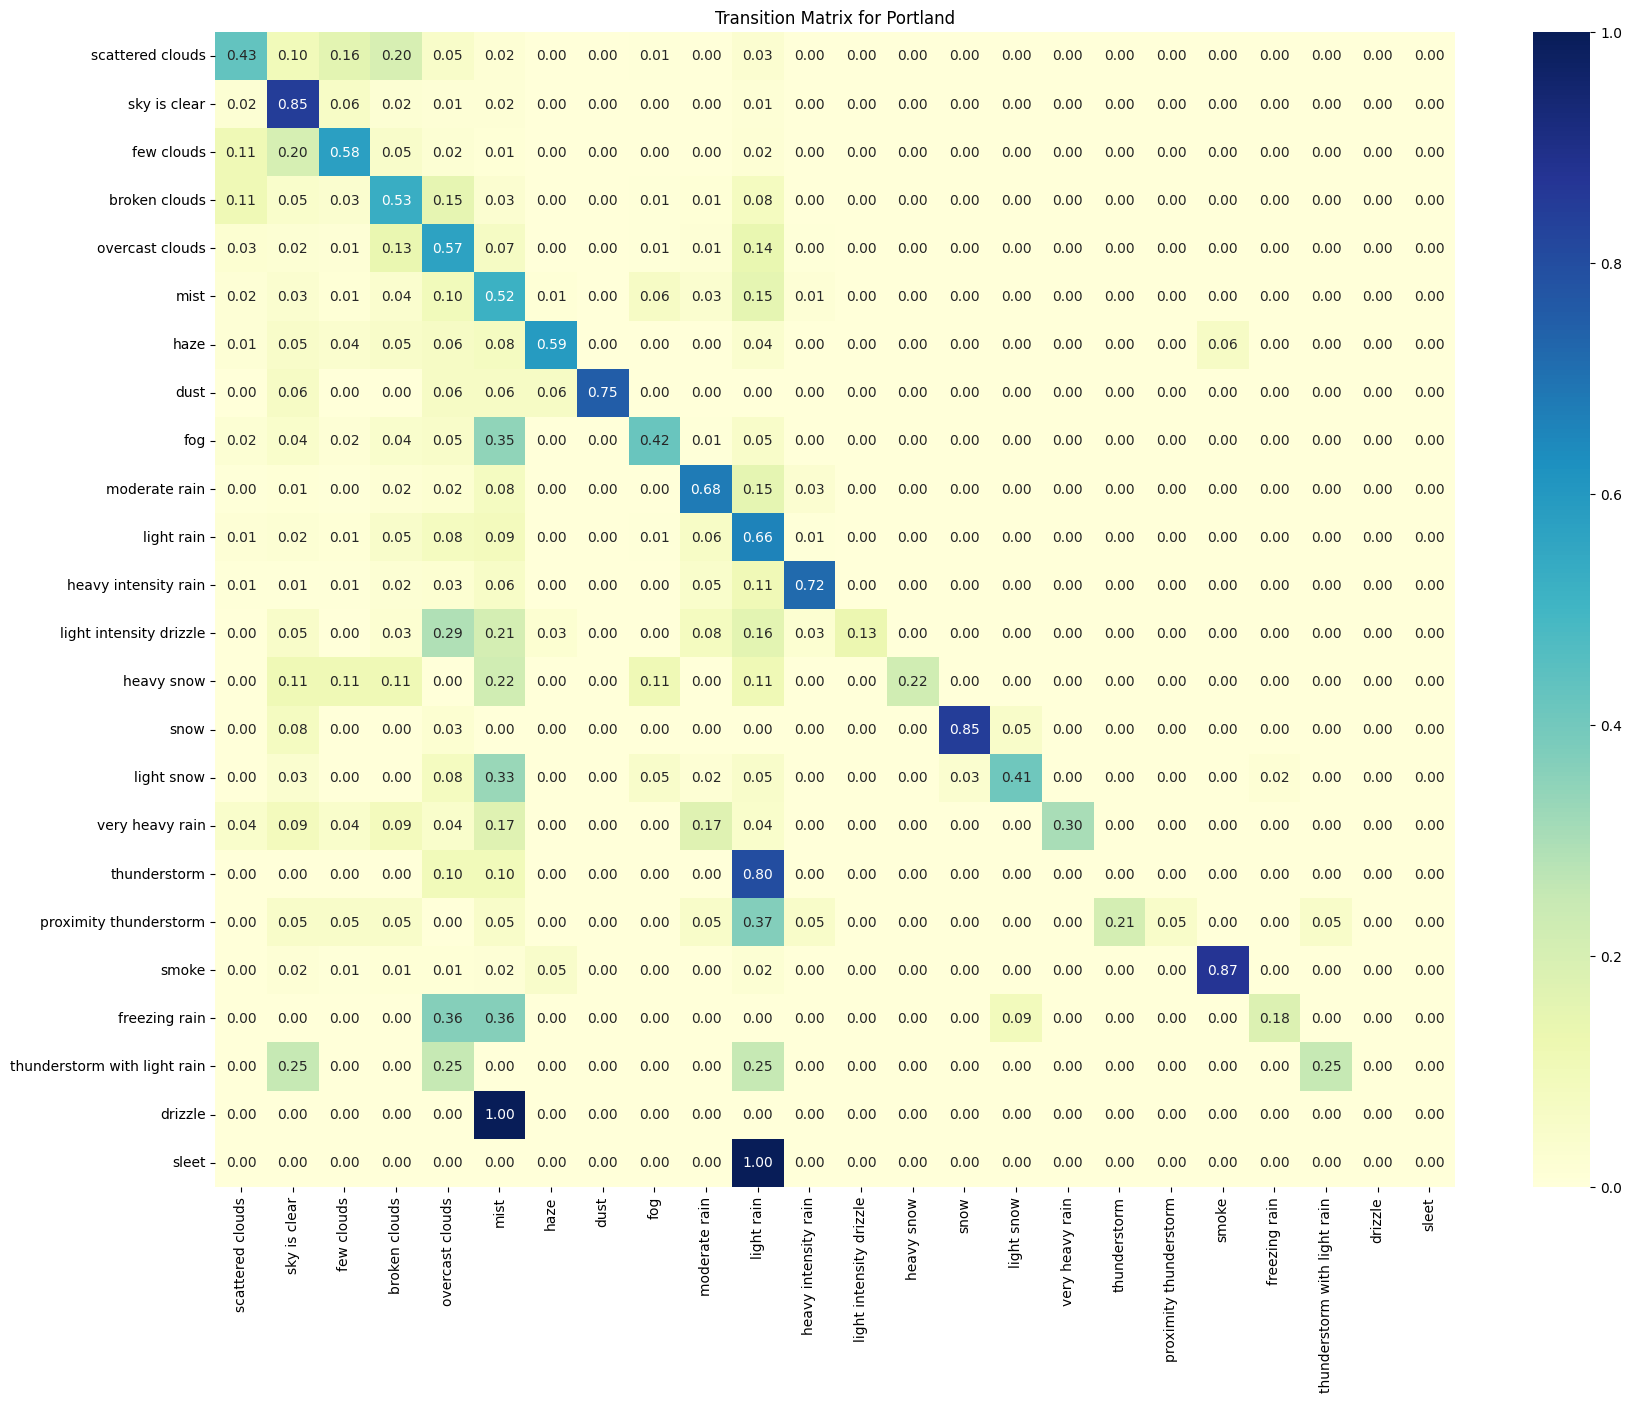 Transition Matrix for Portland
scattered clouds 0.43 0.10 0.16 0.20 0.05 0.02 0.00 0.00 0.01 0.00 0.03 0.00 0.00 0.00 0.00 0.00 0.00 0.00 0.00 0.00 0.00 0.00 0.00 0.00
sky is clear 0.02 0.85 0.06 0.02 0.01 0.02 0.00 0.00 0.00 0.00 0.01 0.00 0.00 0.00 0.00 0.00 0.00 0.00 0.00 0.00 0.00 0.00 0.00 0.00
few clouds 0.11 0.20 0.58 0.05 0.02 0.01 0.00 0.00 0.00 0.00 0.02 0.00 0.00 0.00 0.00 0.00 0.00 0.00 0.00 0.00 0.00 0.00 0.00 0.00
broken clouds 0.11 0.05 0.03 0.53 0.15 0.03 0.00 0.00 0.01 0.01 0.08 0.00 0.00 0.00 0.00 0.00 0.00 0.00 0.00 0.00 0.00 0.00 0.00 0.00
overcast clouds 0.03 0.02 0.01 0.13 0.57 0.07 0.00 0.00 0.01 0.01 0.14 0.00 0.00 0.00 0.00 0.00 0.00 0.00 0.00 0.00 0.00 0.00 0.00 0.00
mist 0.02 0.03 0.01 0.04 0.10 0.52 0.01 0.00 0.06 0.03 0.15 0.01 0.00 0.00 0.00 0.00 0.00 0.00 0.00 0.00 0.00 0.00 0.00 0.00
haze 0.01 0.05 0.04 0.05 0.06 0.08 0.59 0.00 0.00 0.00 0.04 0.00 0.00 0.00 0.00 0.00 0.00 0.00 0.00 0.06 0.00 0.00 0.00 0.00
dust 0.00 0.06 0.00 0.00 0.06 0.06 0.06 0.75 0.00 0.00 0.00 0.00 0.00 0.00 0.00 0.00 0.00 0.00 0.00 0.00 0.00 0.00 0.00 0.00
fog 0.02 0.04 0.02 0.04 0.05 0.35 0.00 0.00 0.42 0.01 0.05 0.00 0.00 0.00 0.00 0.00 0.00 0.00 0.00 0.00 0.00 0.00 0.00 0.00
moderate rain 0.00 0.01 0.00 0.02 0.02 0.08 0.00 0.00 0.00 0.68 0.15 0.03 0.00 0.00 0.00 0.00 0.00 0.00 0.00 0.00 0.00 0.00 0.00 0.00
light rain 0.01 0.02 0.01 0.05 0.08 0.09 0.00 0.00 0.01 0.06 0.66 0.01 0.00 0.00 0.00 0.00 0.00 0.00 0.00 0.00 0.00 0.00 0.00 0.00
heavy intensity rain 0.01 0.01 0.01 0.02 0.03 0.06 0.00 0.00 0.00 0.05 0.11 0.72 0.00 0.00 0.00 0.00 0.00 0.00 0.00 0.00 0.00 0.00 0.00 0.00
light intensity drizzle 0.00 0.05 0.00 0.03 0.29 0.21 0.03 0.00 0.00 0.08 0.16 0.03 0.13 0.00 0.00 0.00 0.00 0.00 0.00 0.00 0.00 0.00 0.00 0.00
heavy snow 0.00 0.11 0.11 0.11 0.00 0.22 0.00 0.00 0.11 0.00 0.11 0.00 0.00 0.22 0.00 0.00 0.00 0.00 0.00 0.00 0.00 0.00 0.00 0.00
snow 0.00 0.08 0.00 0.00 0.03 0.00 0.00 0.00 0.00 0.00 0.00 0.00 0.00 0.00 0.85 0.05 0.00 0.00 0.00 0.00 0.00 0.00 0.00 0.00
light snow 0.00 0.03 0.00 0.00 0.08 0.33 0.00 0.00 0.05 0.02 0.05 0.00 0.00 0.00 0.03 0.41 0.00 0.00 0.00 0.00 0.02 0.00 0.00 0.00
very heavy rain 0.04 0.09 0.04 0.09 0.04 0.17 0.00 0.00 0.00 0.17 0.04 0.00 0.00 0.00 0.00 0.00 0.30 0.00 0.00 0.00 0.00 0.00 0.00 0.00
thunderstorm 0.00 0.00 0.00 0.00 0.10 0.10 0.00 0.00 0.00 0.00 0.80 0.00 0.00 0.00 0.00 0.00 0.00 0.00 0.00 0.00 0.00 0.00 0.00 0.00
proximity thunderstorm 0.00 0.05 0.05 0.05 0.00 0.05 0.00 0.00 0.00 0.05 0.37 0.05 0.00 0.00 0.00 0.00 0.00 0.21 0.05 0.00 0.00 0.05 0.00 0.00
smoke 0.00 0.02 0.01 0.01 0.01 0.02 0.05 0.00 0.00 0.00 0.02 0.00 0.00 0.00 0.00 0.00 0.00 0.00 0.00 0.87 0.00 0.00 0.00 0.00
freezing rain 0.00 0.00 0.00 0.00 0.36 0.36 0.00 0.00 0.00 0.00 0.00 0.00 0.00 0.00 0.00 0.09 0.00 0.00 0.00 0.00 0.18 0.00 0.00 0.00
thunderstorm with light rain 0.00 0.25 0.00 0.00 0.25 0.00 0.00 0.00 0.00 0.00 0.25 0.00 0.00 0.00 0.00 0.00 0.00 0.00 0.00 0.00 0.00 0.25 0.00 0.00
drizzle 0.00 0.00 0.00 0.00 0.00 1.00 0.00 0.00 0.00 0.00 0.00 0.00 0.00 0.00 0.00 0.00 0.00 0.00 0.00 0.00 0.00 0.00 0.00 0.00
sleet 0.00 0.00 0.00 0.00 0.00 0.00 0.00 0.00 0.00 0.00 1.00 0.00 0.00 0.00 0.00 0.00 0.00 0.00 0.00 0.00 0.00 0.00 0.00 0.00
scattered clouds
sky is clear
few clouds
broken clouds
overcast clouds
mist
haze
dust
fog
moderate rain
light rain
heavy intensity rain
light intensity drizzle
heavy snow
snow
light snow
very heavy rain
thunderstorm
proximity thunderstorm
smoke
freezing rain
thunderstorm with light rain
drizzle
sleet
1.0
0.8
0.6
0.4
0.2
0.0